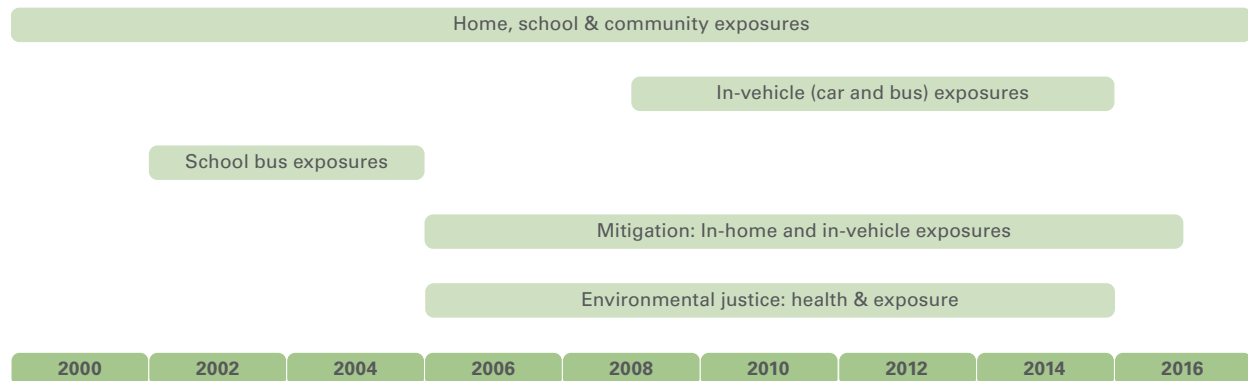 Home, school & community exposures
In-vehicle (car and bus) exposures
School bus exposures
Mitigation: In-home and in-vehicle exposures
Environmental justice: health & exposure
2000 2002 2004 2006 2008 2010 2012 2014 2016